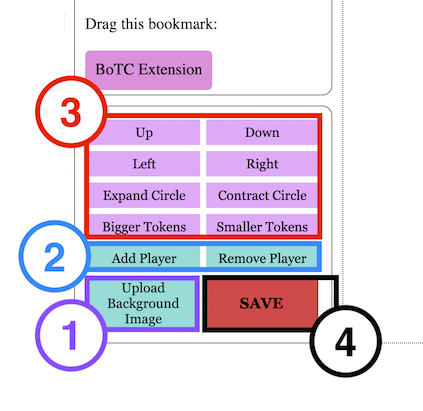 Drag this bookmark:
BoTC Extension
3
Up Down
Left Right
Expand Circle Contract Circle
Bigger Tokens Smaller Tokens
2
Add Player Remove Player
Upload
Background
Image
SAVE
1
4